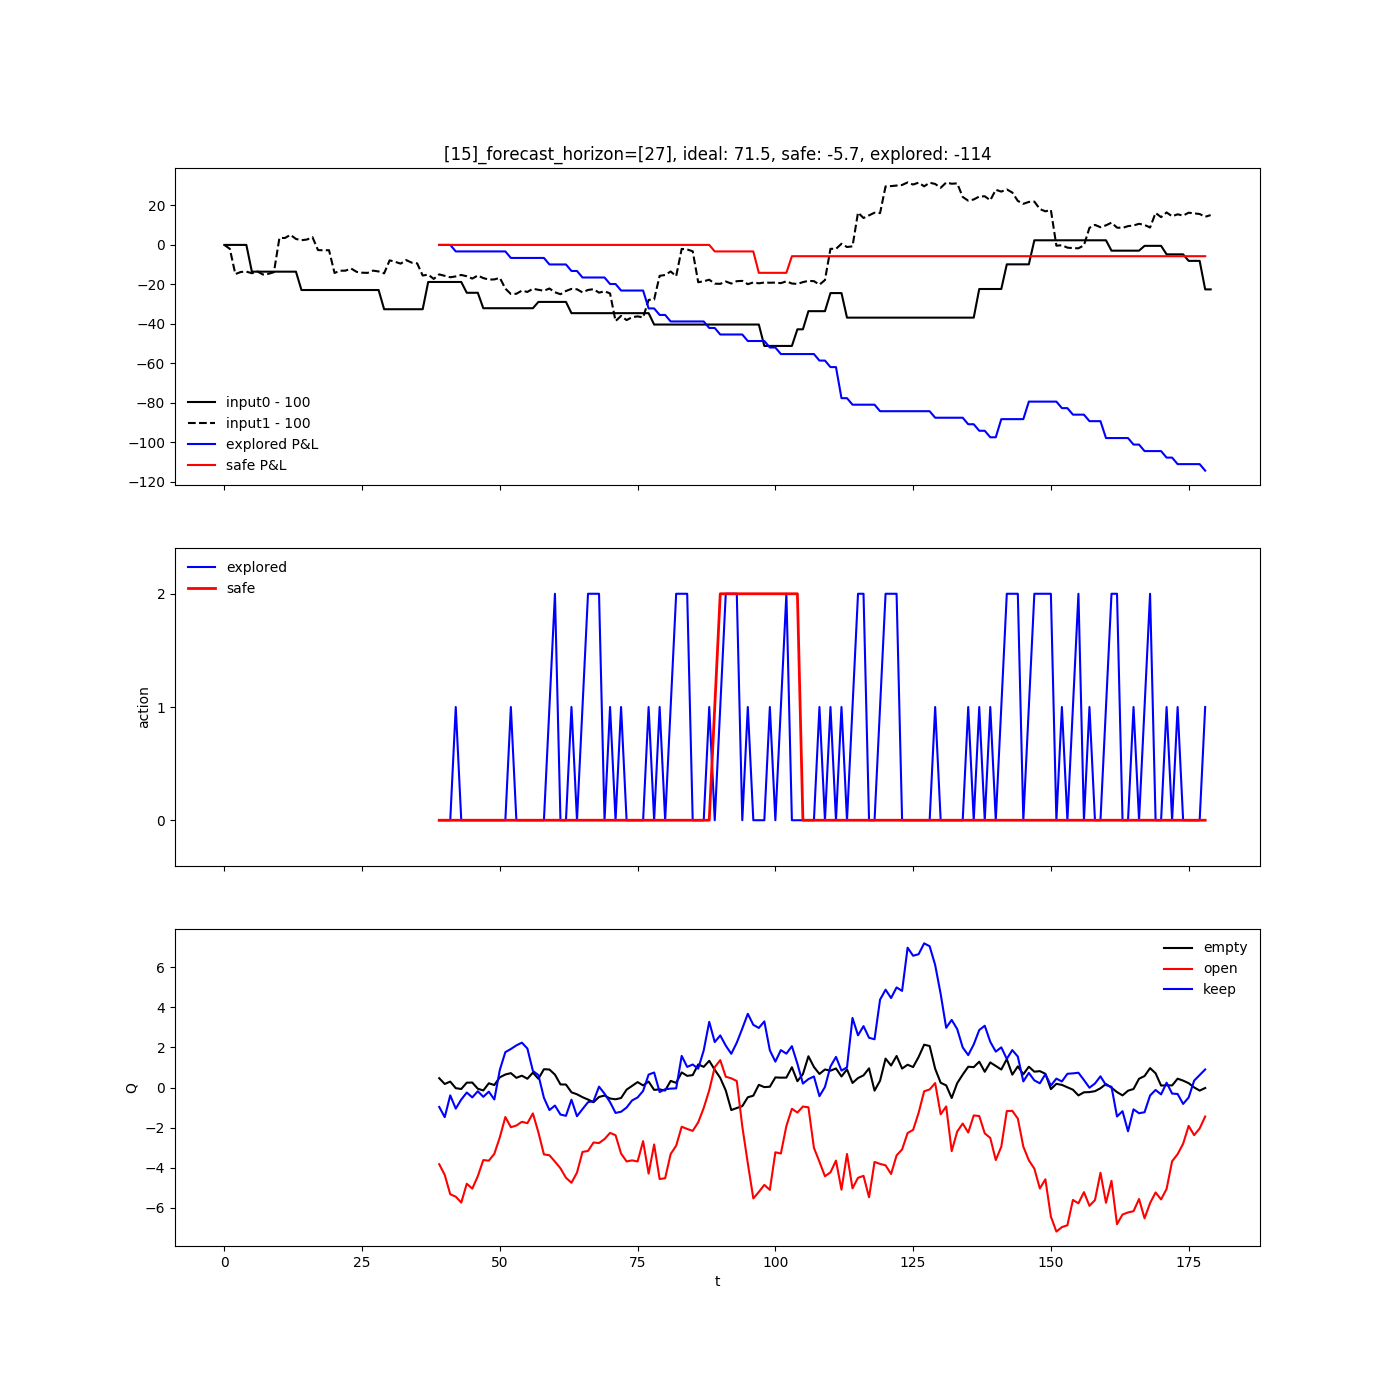 [15]_forecast_horizon=[27], ideal: 71.5, safe: -5.7, explored: -114
20
0
−20
−40
−60
−80
−100
−120
input0 - 100
input1 - 100
explored P&L
safe P&L
2
1
0
action
explored
safe
6
4
2
0
−2
−4
−6
Q
empty
open
keep
0 25 50 75 100 125 150 175
t